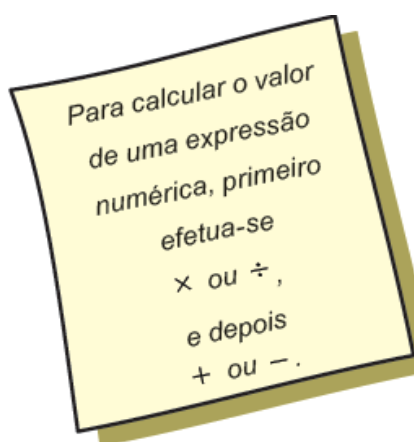 Para calcular o valor
de uma expressão
numérica, primeiro
efetua-se
× ou ÷,
e depois
+ ou −.